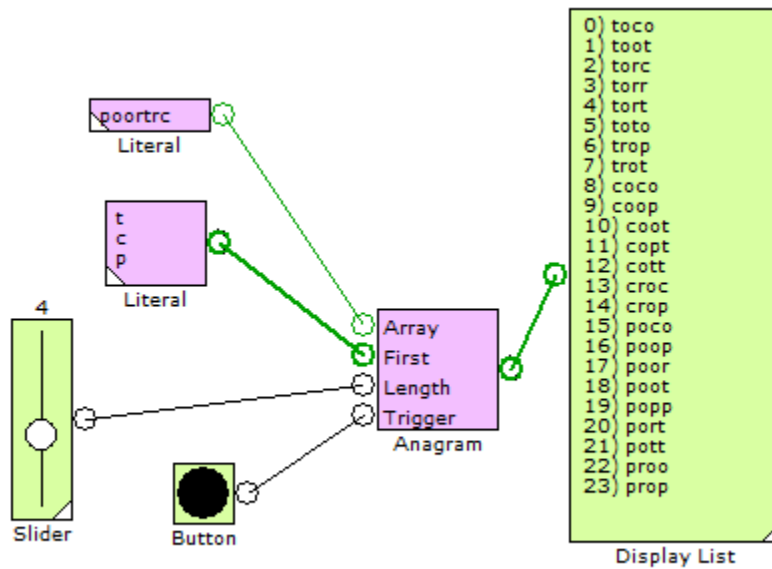 poortrc
Literal
t
c
p
Literal
4
Slider
Button
Array
First
Length
Trigger
Anagram
0) toco
1) toot
2) torc
3) torr
4) tort
5) toto
6) trop
7) trot
8) coco
9) coop
10) coot
11) copt
12) cott
13) croc
14) crop
15) poco
16) poop
17) poor
18) poot
19) popp
20) port
21) pott
22) proo
23) prop
Display List